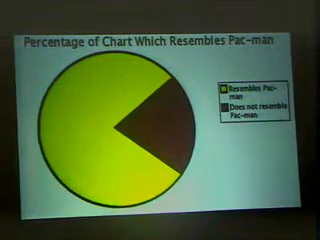 Percentage of Chart Which Resembles Pac-man
Resembles Pac-
man
Does not resemble
Pac-man